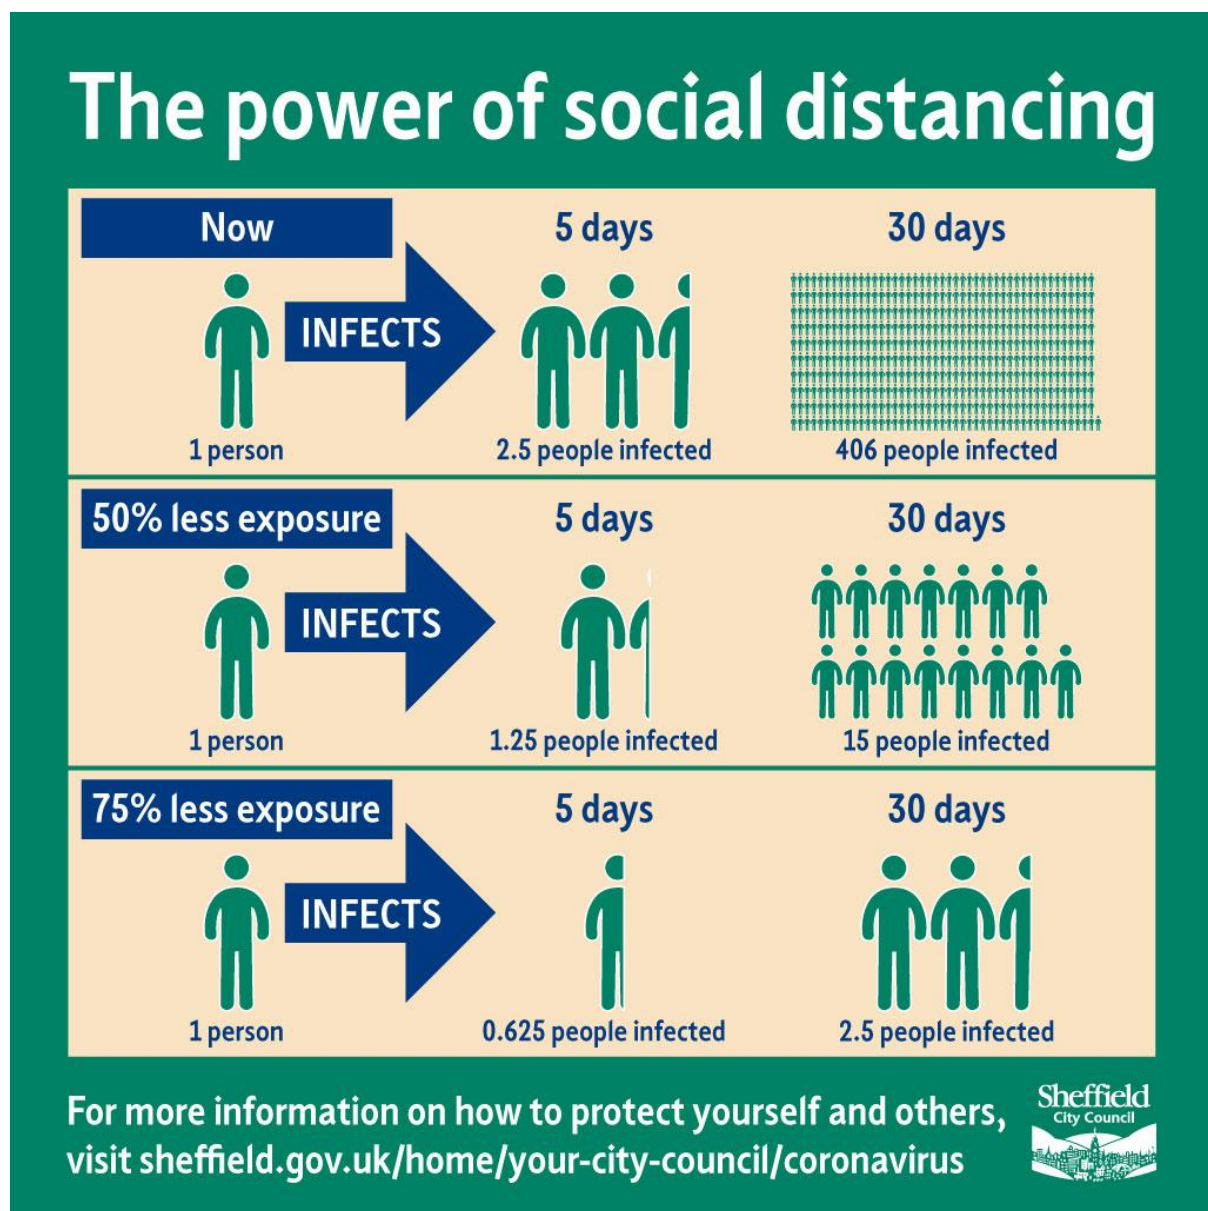 The power of social distancing
Now
5 days
30 days
INFECTS
1 person
2.5 people infected
406 people infected
50% less exposure
5 days
30 days
INFECTS
1 person
1.25 people infected
15 people infected
75% less exposure
5 days
30 days
INFECTS
1 person
0.625 people infected
2.5 people infected
For more information on how to protect yourself and others,
visit sheffield.gov.uk/home/your-city-council/coronavirus
Sheffield
City Council